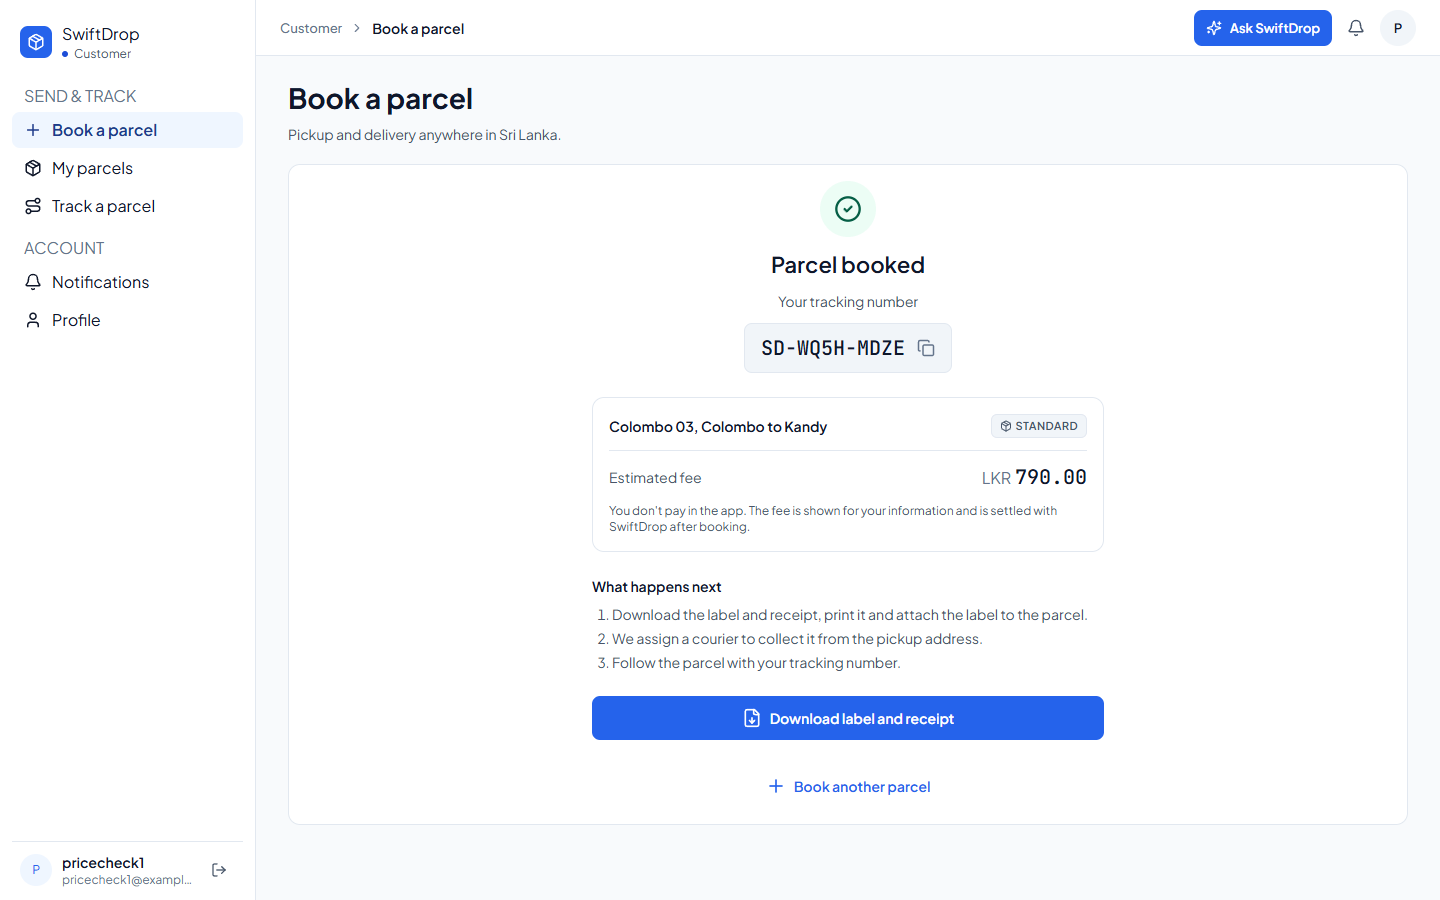 SwiftDrop
Customer
SEND & TRACK
Book a parcel
My parcels
Track a parcel
ACCOUNT
Notifications
Profile
P
pricecheck1
pricecheck1@exampl...
Customer > Book a parcel
Ask SwiftDrop
P
Book a parcel
Pickup and delivery anywhere in Sri Lanka.
Parcel booked
Your tracking number
SD-WQ5H-MDZE
Colombo 03, Colombo to Kandy
STANDARD
Estimated fee
LKR 790.00
You don't pay in the app. The fee is shown for your information and is settled with
SwiftDrop after booking.
What happens next
1. Download the label and receipt, print it and attach the label to the parcel.
2. We assign a courier to collect it from the pickup address.
3. Follow the parcel with your tracking number.
Download label and receipt
Book another parcel